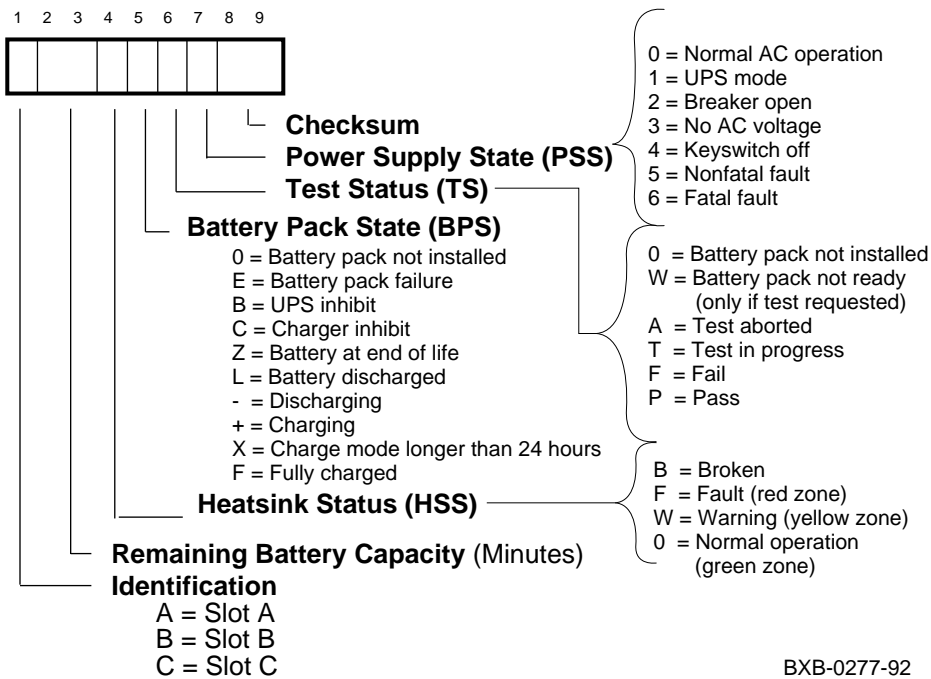 1 2 3 4 5 6 7 8 9
Checksum
Power Supply State (PSS)
0 = Normal AC operation
1 = UPS mode
2 = Breaker open
3 = No AC voltage
4 = Keyswitch off
5 = Nonfatal fault
6 = Fatal fault
Test Status (TS)
0 = Battery pack not installed
W = Battery pack not ready
(only if test requested)
A = Test aborted
T = Test in progress
F = Fail
P = Pass
Battery Pack State (BPS)
0 = Battery pack not installed
E = Battery pack failure
B = UPS inhibit
C = Charger inhibit
Z = Battery at end of life
L = Battery discharged
- = Discharging
+ = Charging
X = Charge mode longer than 24 hours
F = Fully charged
Heatsink Status (HSS)
B = Broken
F = Fault (red zone)
W = Warning (yellow zone)
0 = Normal operation
(green zone)
Remaining Battery Capacity (Minutes)
Identification
A = Slot A
B = Slot B
C = Slot C
BXB-0277-92